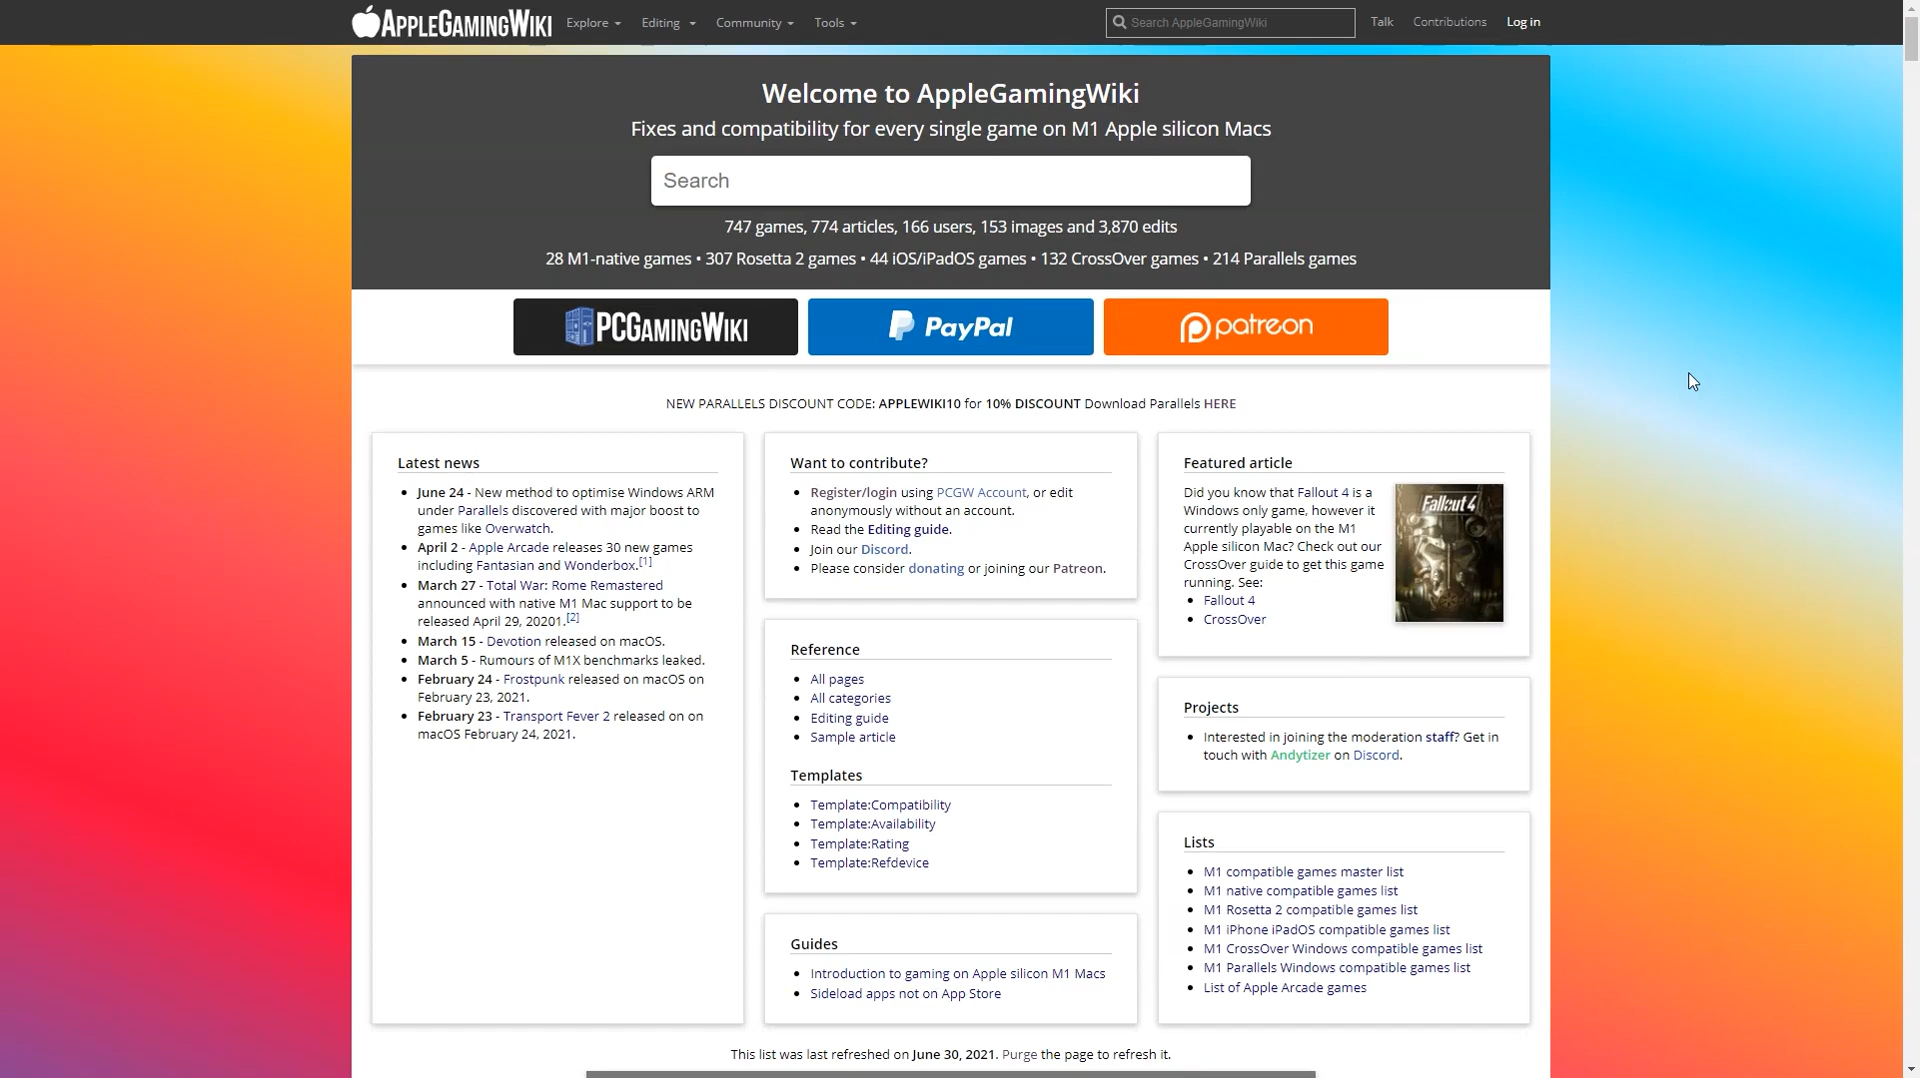 AppleGamingWiki Explore Editing Community Tools Search AppleGamingWiki Talk Contributions Log in
Welcome to AppleGamingWiki
Fixes and compatibility for every single game on M1 Apple silicon Macs
Search
747 games, 774 articles, 166 users, 153 images and 3,870 edits
28 M1-native games • 307 Rosetta 2 games • 44 iOS/iPadOS games • 132 CrossOver games • 214 Parallels games
PCGamingWiki PayPal patreon
NEW PARALLELS DISCOUNT CODE: APPLEWIKI10 for 10% DISCOUNT Download Parallels HERE
Latest news
June 24 - New method to optimise Windows ARM
under Parallels discovered with major boost to
games like Overwatch.
April 2 - Apple Arcade releases 30 new games
including Fantasian and Wonderbox.[1]
March 27 - Total War: Rome Remastered
announced with native M1 Mac support to be
released April 29, 20201.[2]
March 15 - Devotion released on macOS.
March 5 - Rumours of M1X benchmarks leaked.
February 24 - Frostpunk released on macOS on
February 23, 2021.
February 23 - Transport Fever 2 released on on
macOS February 24, 2021.
Want to contribute?
Register/login using PCGW Account, or edit
anonymously without an account.
Read the Editing guide.
Join our Discord.
Please consider donating or joining our Patreon.
Reference
All pages
All categories
Editing guide
Sample article
Templates
Template:Compatibility
Template:Availability
Template:Rating
Template:Refdevice
Guides
Introduction to gaming on Apple silicon M1 Macs
Sideload apps not on App Store
Featured article
Did you know that Fallout 4 is a
Windows only game, however it
currently playable on the M1
Apple silicon Mac? Check out our
CrossOver guide to get this game
running. See:
Fallout 4
CrossOver
Fallout 4
Projects
Interested in joining the moderation staff? Get in
touch with Andytizer on Discord.
Lists
M1 compatible games master list
M1 native compatible games list
M1 Rosetta 2 compatible games list
M1 iPhone iPadOS compatible games list
M1 CrossOver Windows compatible games list
M1 Parallels Windows compatible games list
List of Apple Arcade games
This list was last refreshed on June 30, 2021. Purge the page to refresh it.